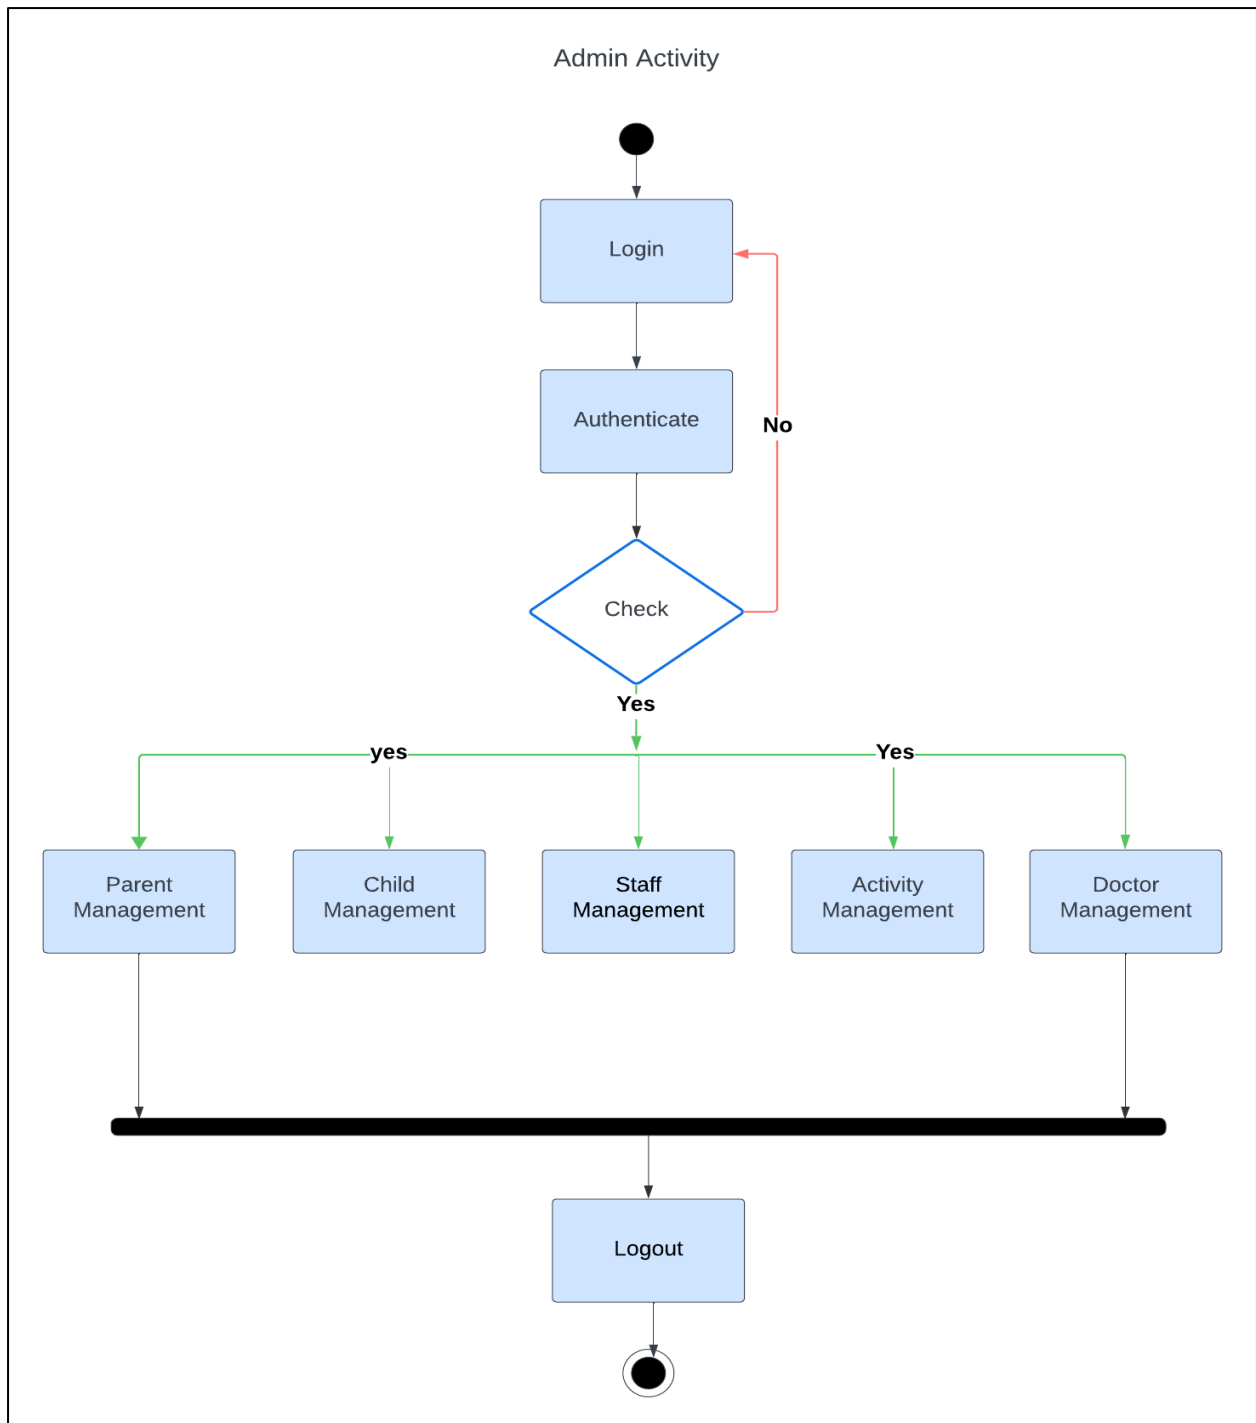 Admin Activity
Login
Authenticate
No
Check
Yes
yes
Yes
Parent
Management
Child
Management
Staff
Management
Activity
Management
Doctor
Management
Logout